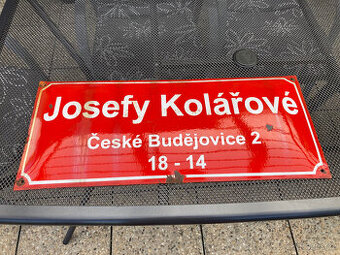 Josefy Kolářové
České Budějovice 2
18 - 14